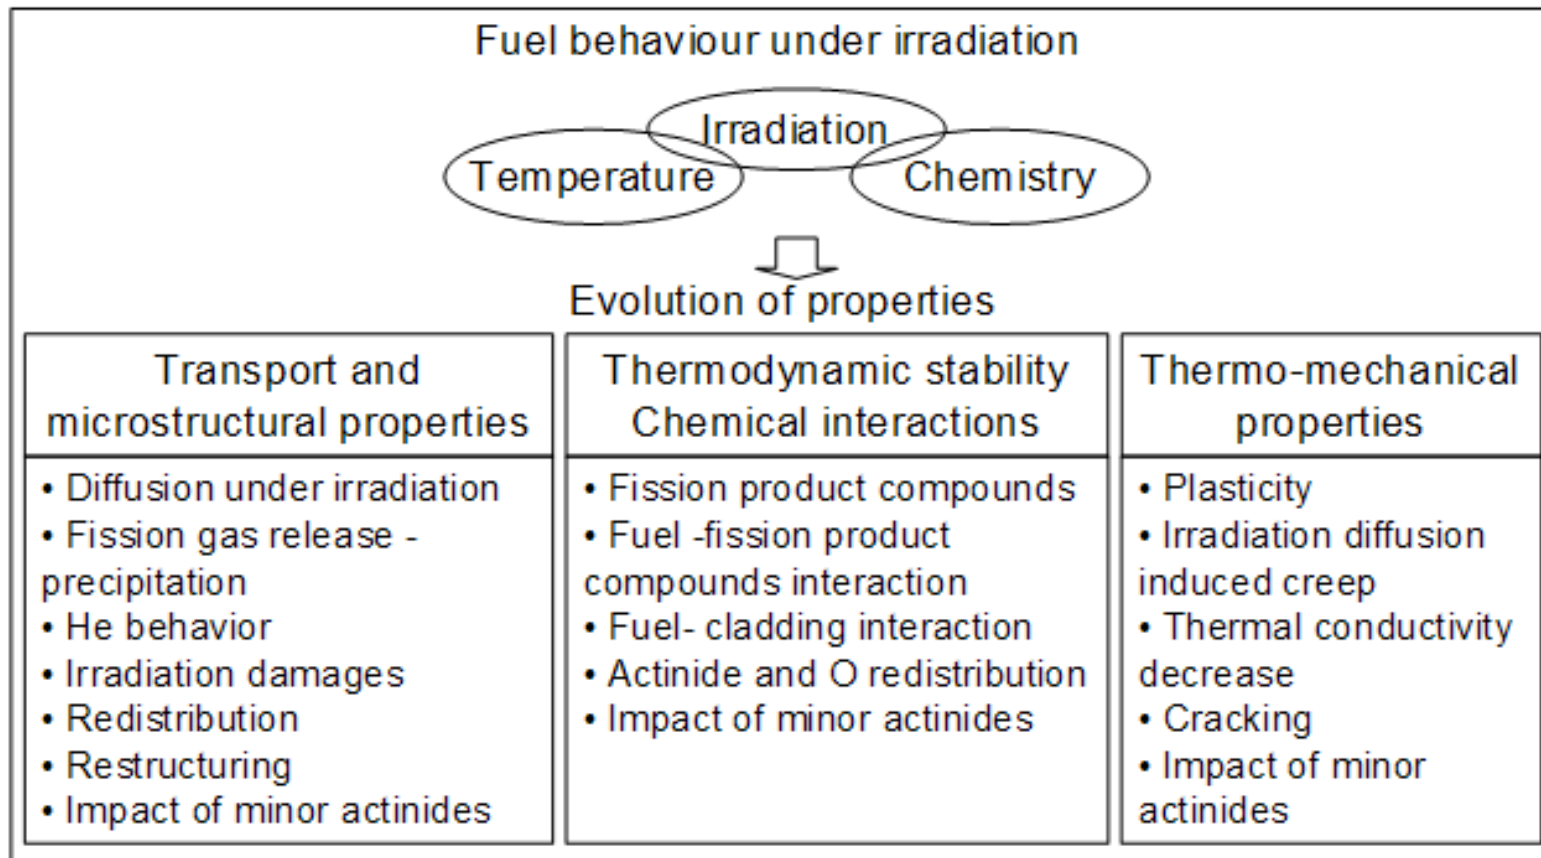 Fuel behaviour under irradiation
Irradiation
Temperature
Chemistry
Evolution of properties
Transport and
microstructural properties
• Diffusion under irradiation
• Fission gas release -
precipitation
• He behavior
• Irradiation damages
• Redistribution
• Restructuring
• Impact of minor actinides
Thermodynamic stability
Chemical interactions
• Fission product compounds
• Fuel -fission product
compounds interaction
• Fuel- cladding interaction
• Actinide and O redistribution
• Impact of minor actinides
Thermo-mechanical
properties
• Plasticity
• Irradiation diffusion
induced creep
• Thermal conductivity
decrease
• Cracking
• Impact of minor
actinides